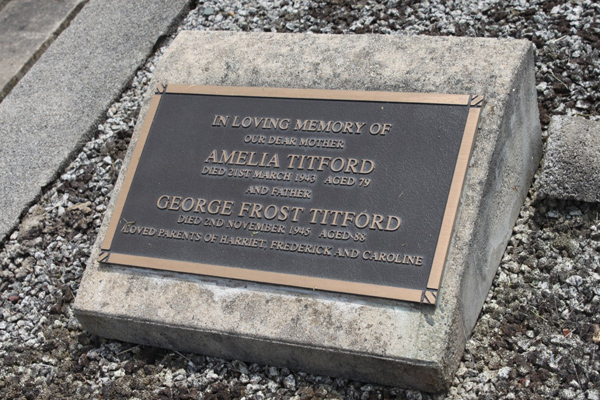 IN LOVING MEMORY OF
OUR DEAR MOTHER
AMELIA TITFORD
DIED 21ST MARCH 1943 AGED 79
AND FATHER
GEORGE FROST TITFORD
DIED 2ND NOVEMBER 1945 AGED 88
LOVED PARENTS OF HARRIET, FREDERICK AND CAROLINE